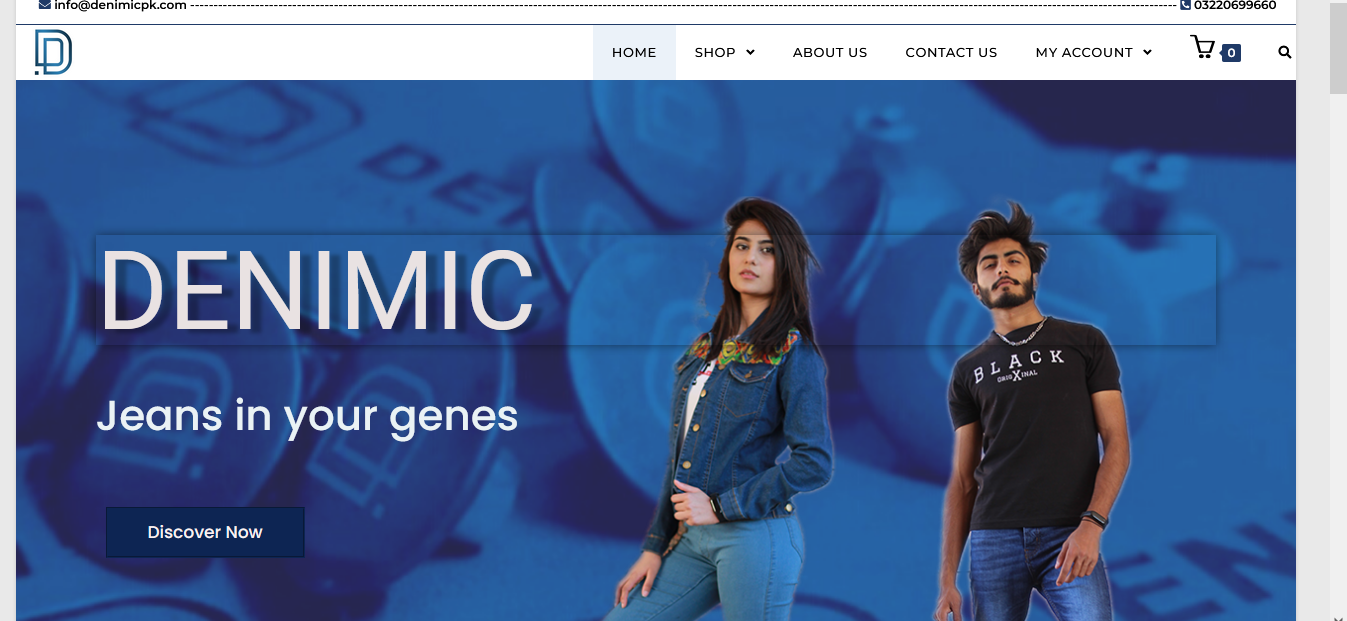 info@denimicpk.com 03220699660
HOME SHOP ABOUT US CONTACT US MY ACCOUNT 0
DENIMIC
BLACK
ORIGXINAL
Jeans in your genes
Discover Now